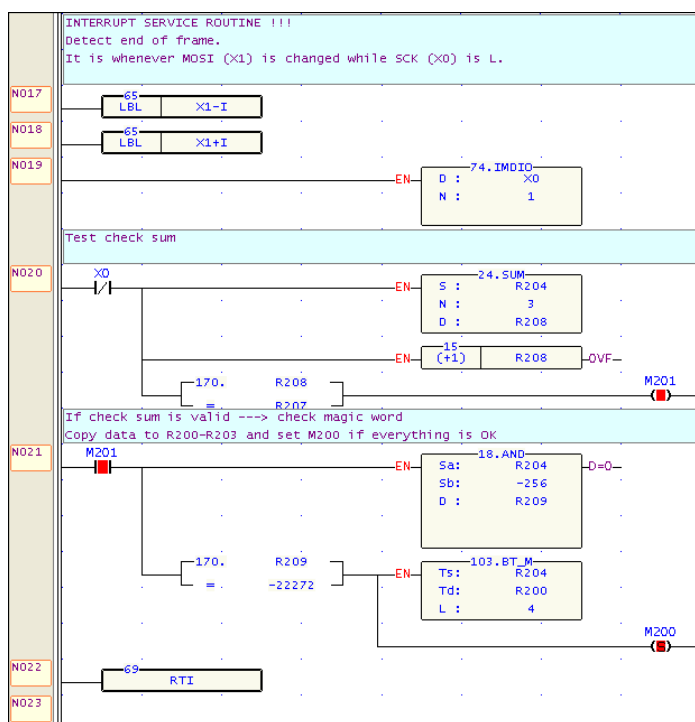 INTERRUPT SERVICE ROUTINE !!!
Detect end of frame.
It is whenever MOSI (X1) is changed while SCK (X0) is L.
N017
65
LBL X1-I
N018
65
LBL X1+I
N019
74.IMDIO
EN D : X0
N : 1
Test check sum
N020
X0
24.SUM
EN S : R204
N : 3
D : R208
15
EN (+1) R208 OVF
170. R208
= R207
M201
If check sum is valid ---> check magic word
Copy data to R200-R203 and set M200 if everything is OK
N021
M201
18.AND
EN Sa: R204 D=0
Sb: -256
D : R209
170. R209
= -22272
103.BT_M
EN Ts: R204
Td: R200
L : 4
M200
S
N022
69
RTI
N023